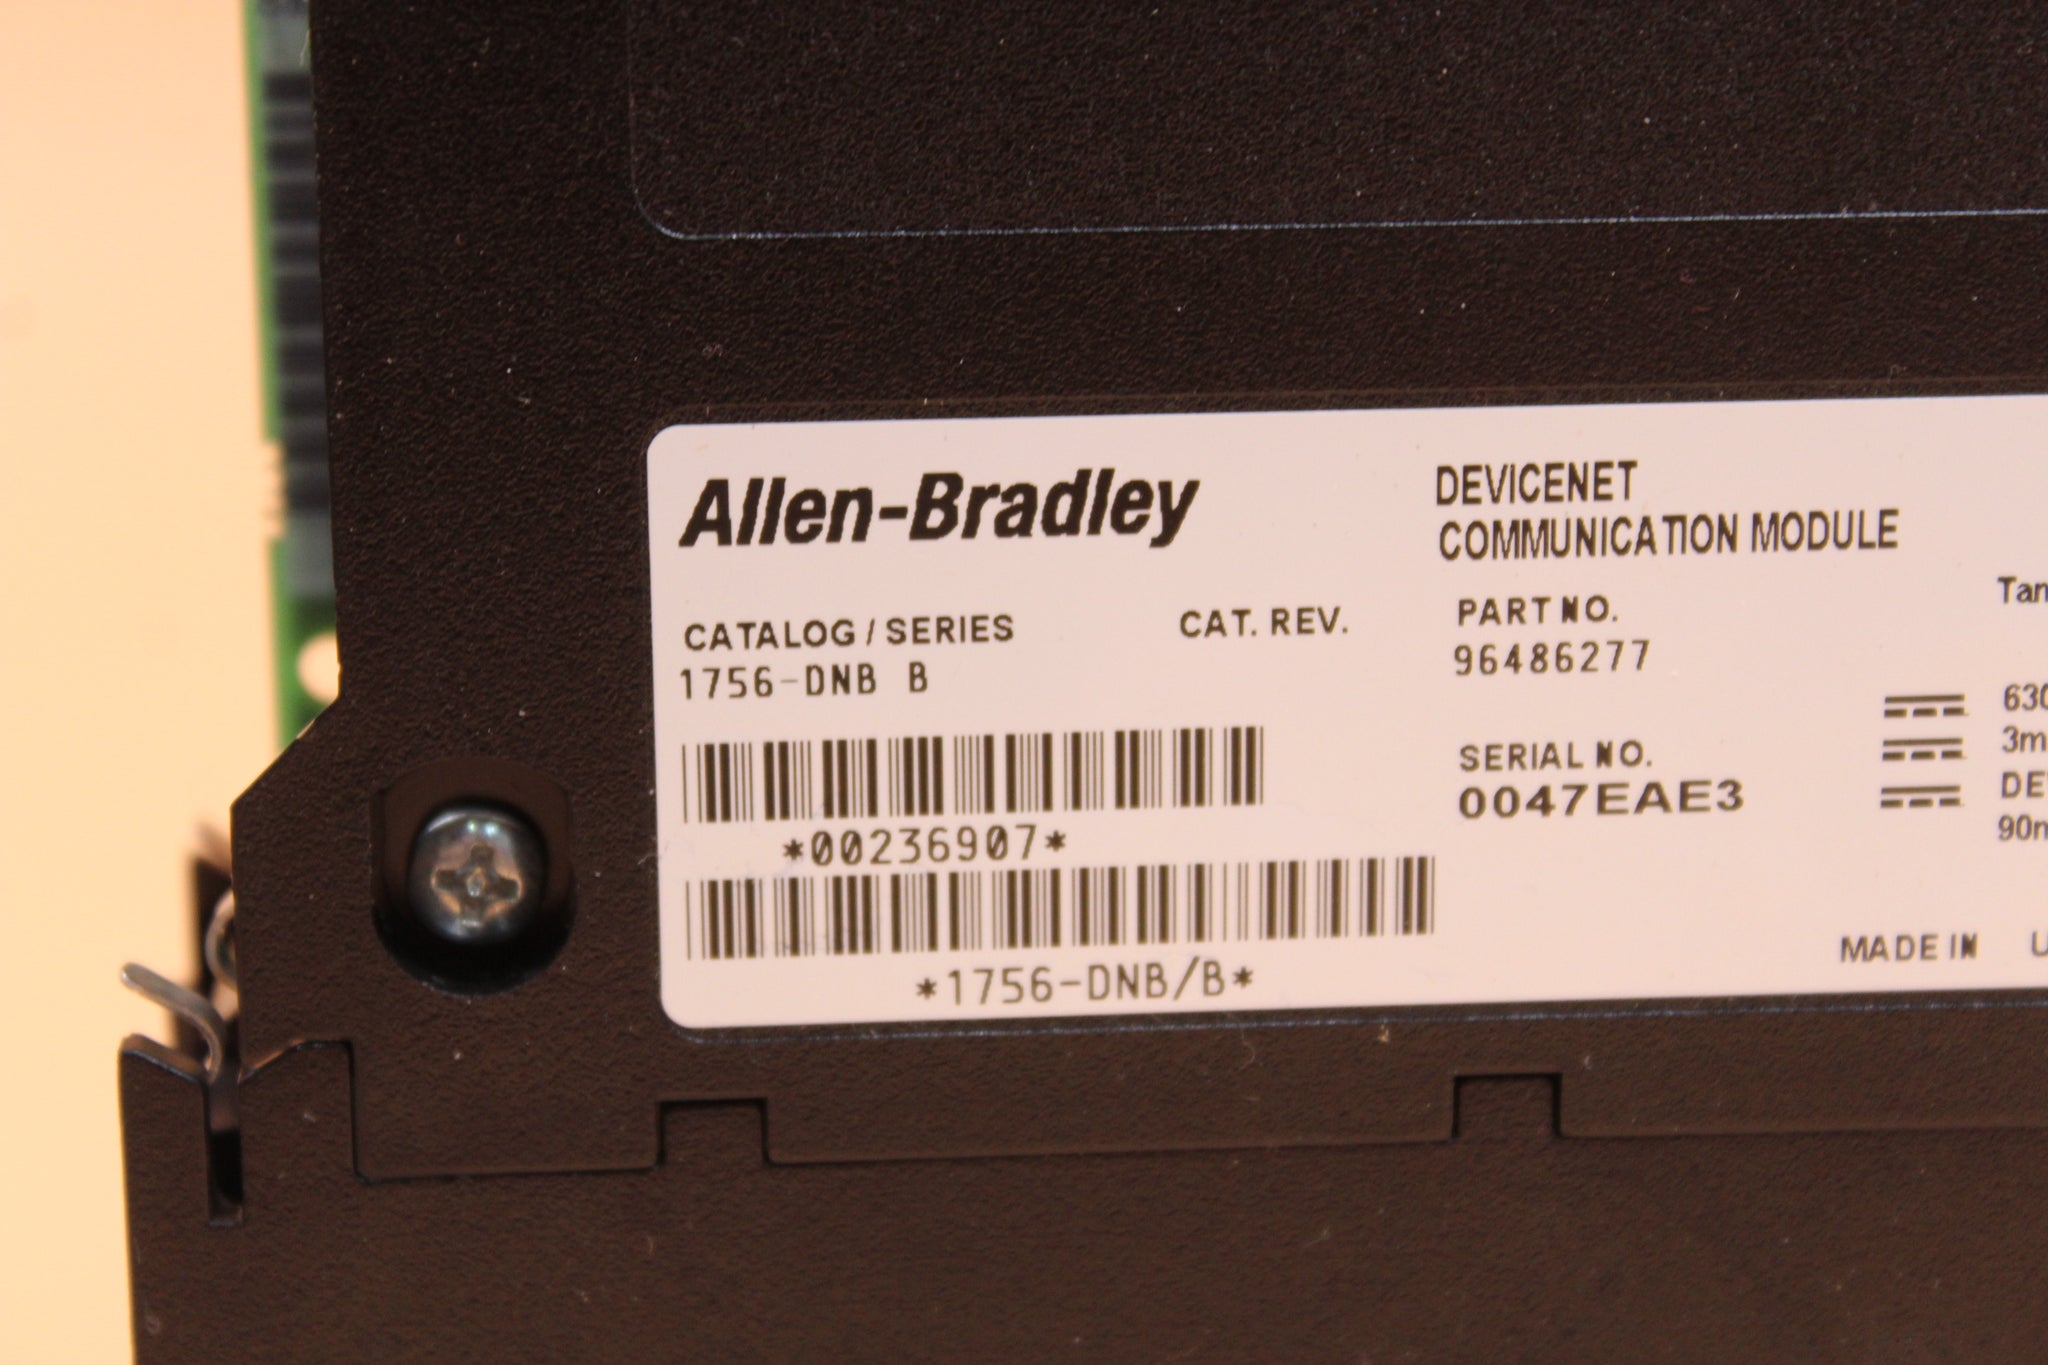 Allen-Bradley
DEVICENET
COMMUNICATION MODULE
CATALOG / SERIES
CAT. REV.
1756-DNB B
PART NO.
96486277
SERIAL NO.
0047EAE3
*00236907*
*1756-DNB/B*
MADE IN